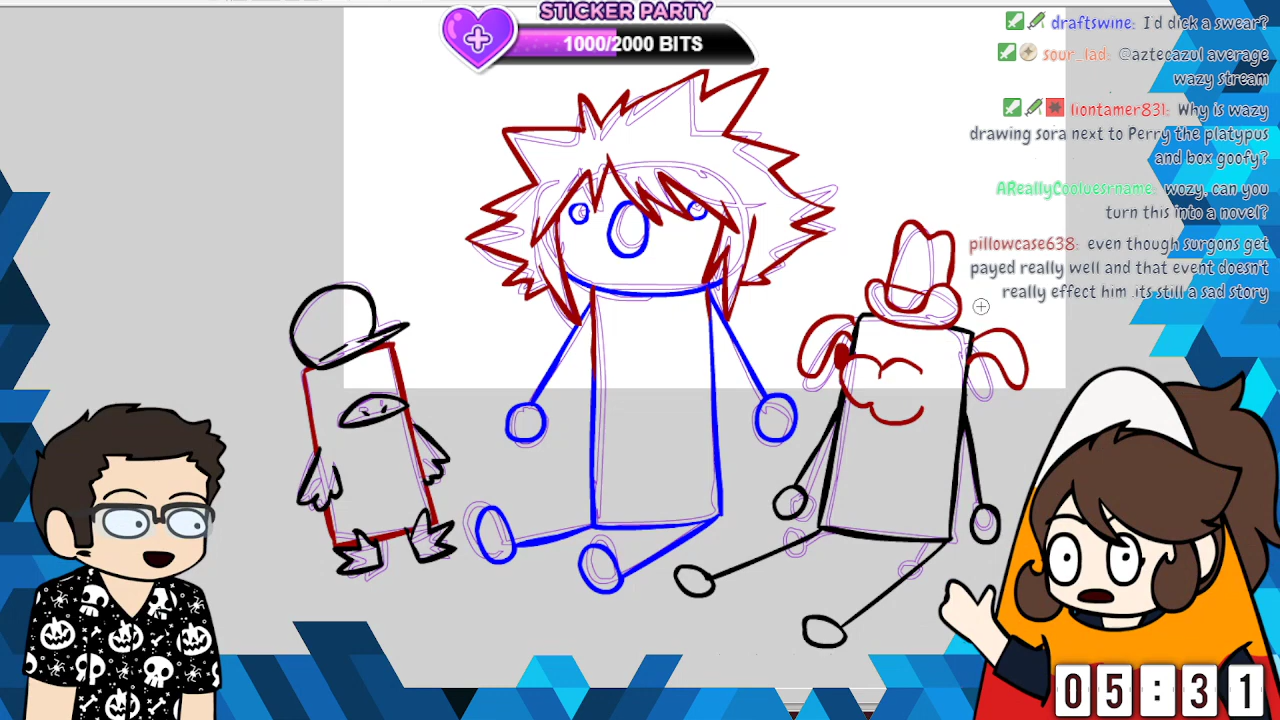 STICKER PARTY
1000/2000 BITS
draftswine: I'd dick a swear?
sour_lad: @aztecazul average
wazy stream
liontamer831: Why is wazy
drawing sora next to Perry the platypus
and box goofy?
AReallyCooluesrname: wozy, can you
turn this into a novel?
pillowcase638: even though surgons get
payed really well and that event doesn't
really effect him .its still a sad story
05:31